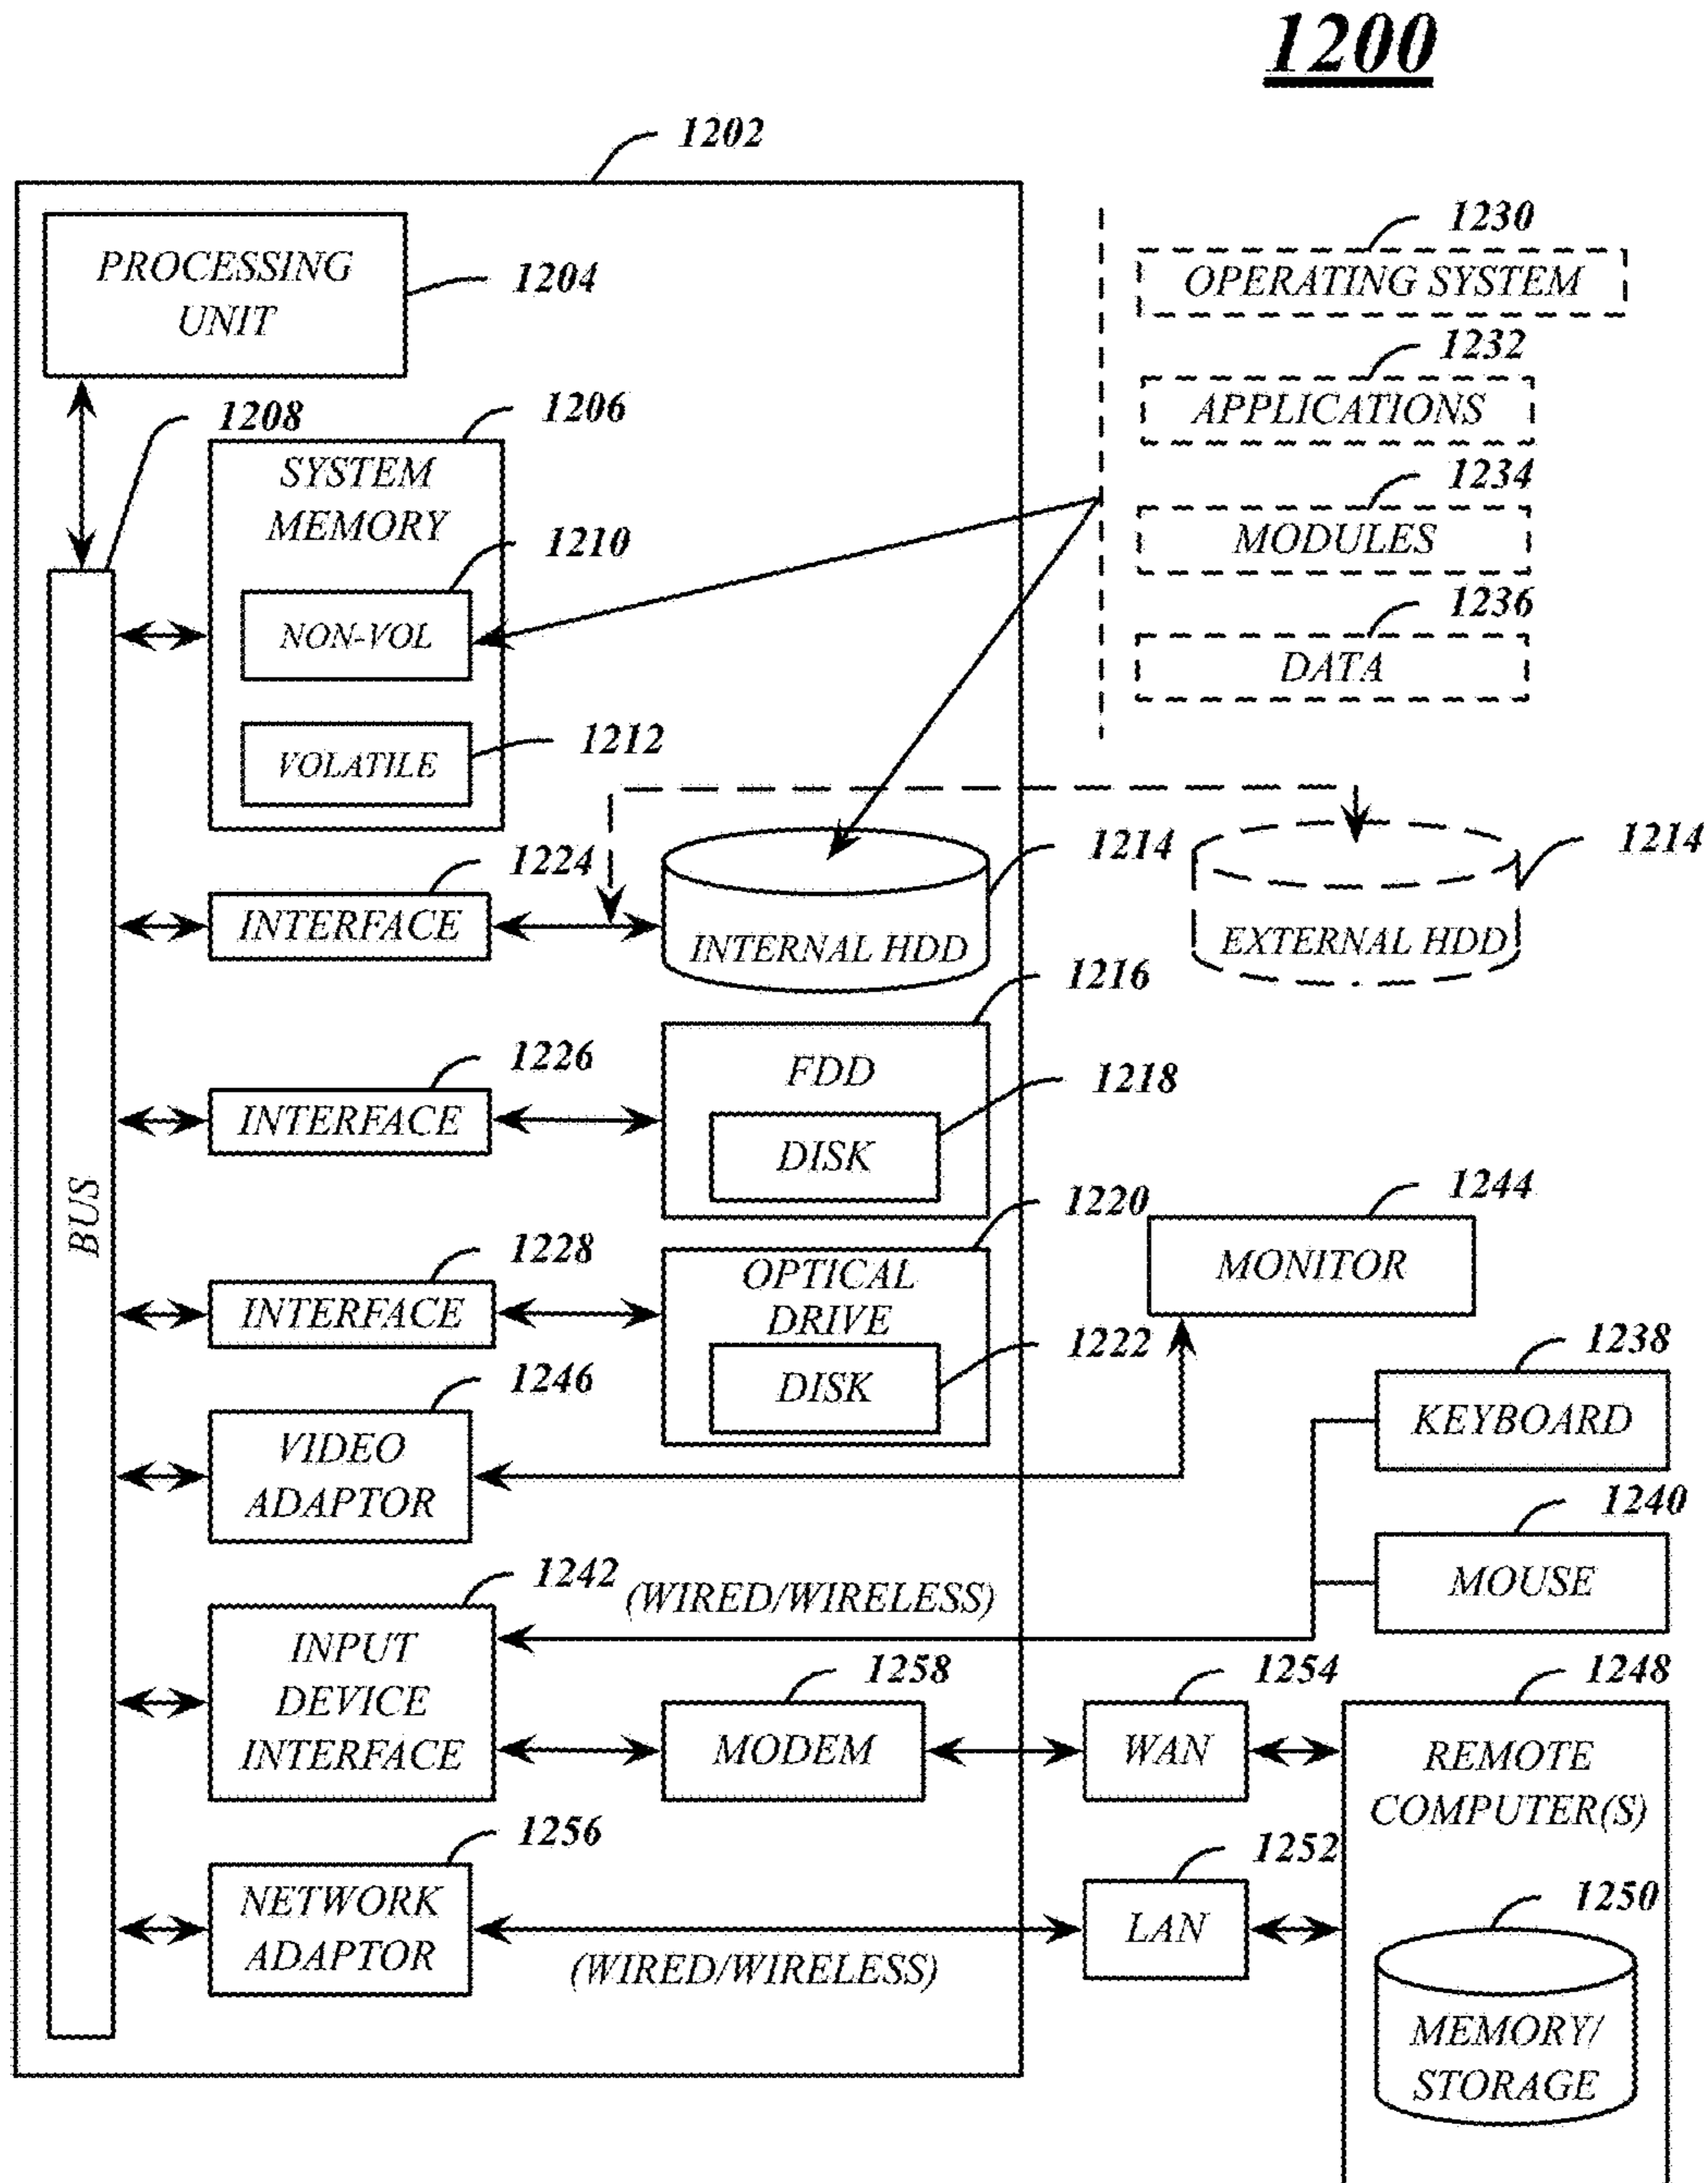 1200
1202
PROCESSING
UNIT
1204
1230
OPERATING SYSTEM
1232
APPLICATIONS
1234
MODULES
1236
DATA
1208
1206
SYSTEM
MEMORY
1210
NON-VOL
1212
VOLATILE
BUS
1224
INTERFACE
1214
INTERNAL HDD
1214
EXTERNAL HDD
1226
INTERFACE
1216
FDD
1218
DISK
1228
INTERFACE
1220
OPTICAL
DRIVE
1222
DISK
1244
MONITOR
1246
VIDEO
ADAPTOR
1238
KEYBOARD
1240
MOUSE
1242
(WIRED/WIRELESS)
INPUT
DEVICE
INTERFACE
1258
MODEM
1254
WAN
1248
REMOTE
COMPUTER(S)
1256
NETWORK
ADAPTOR
(WIRED/WIRELESS)
1252
LAN
1250
MEMORY/
STORAGE